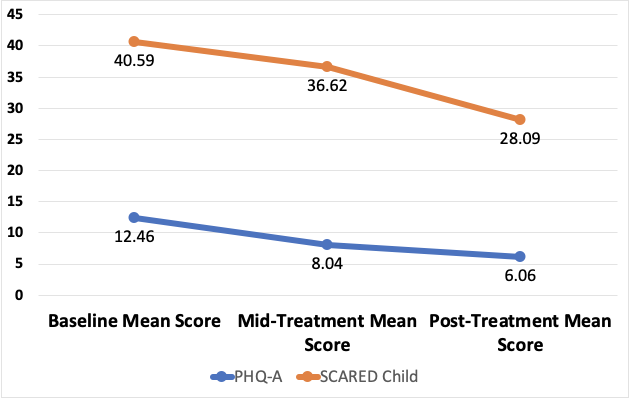 45
40
35
30
25
20
15
10
5
0
40.59
36.62
28.09
12.46
8.04
6.06
Baseline Mean Score
Mid-Treatment Mean
Score
Post-Treatment Mean
Score
PHQ-A
SCARED Child